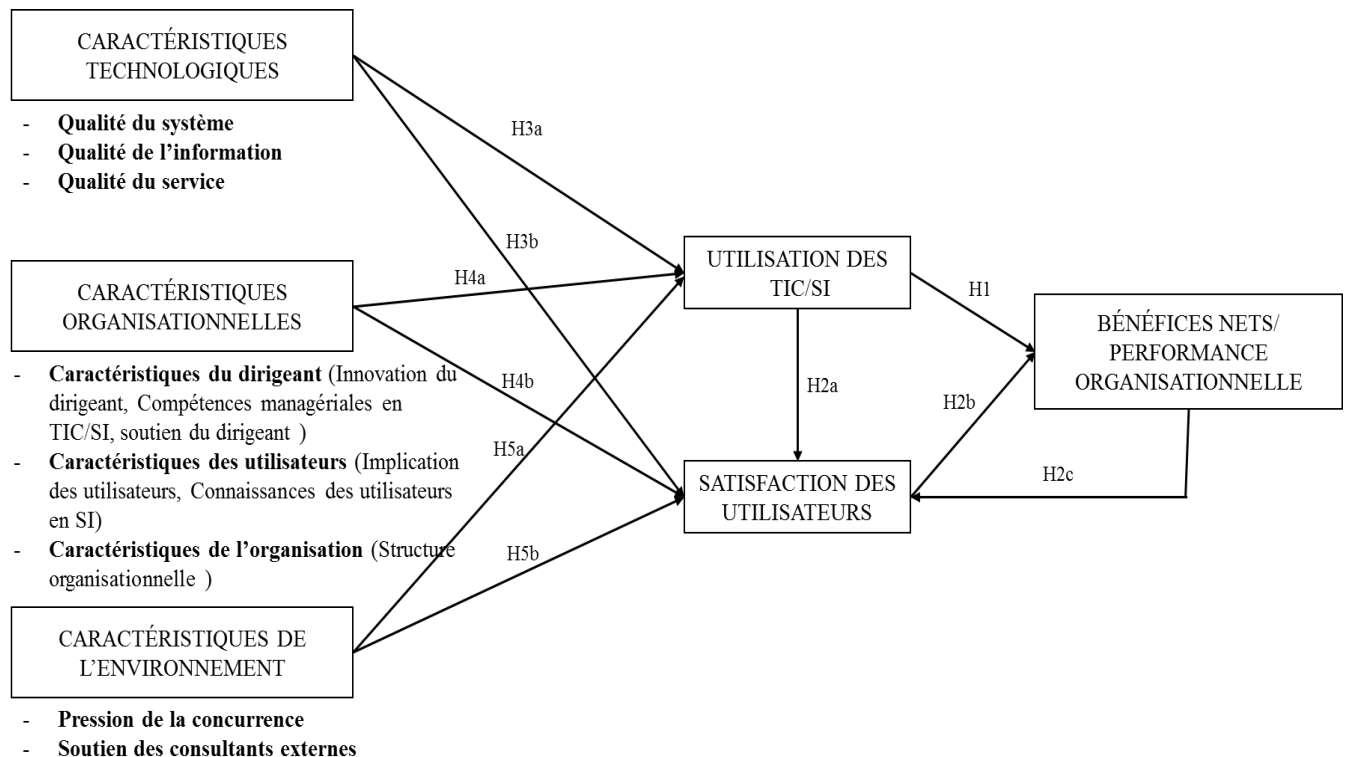 CARACTÉRISTIQUES
TECHNOLOGIQUES
- Qualité du système
- Qualité de l’information
- Qualité du service
CARACTÉRISTIQUES
ORGANISATIONNELLES
- Caractéristiques du dirigeant (Innovation du
dirigeant, Compétences managériales en
TIC/SI, soutien du dirigeant )
- Caractéristiques des utilisateurs (Implication
des utilisateurs, Connaissances des utilisateurs
en SI)
- Caractéristiques de l’organisation (Structure
organisationnelle )
CARACTÉRISTIQUES DE
L’ENVIRONNEMENT
- Pression de la concurrence
- Soutien des consultants externes
H3a
H3b
H4a
H4b
H5a
H5b
UTILISATION DES
TIC/SI
H2a
SATISFACTION DES
UTILISATEURS
H1
H2b
H2c
BÉNÉFICES NETS/
PERFORMANCE
ORGANISATIONNELLE